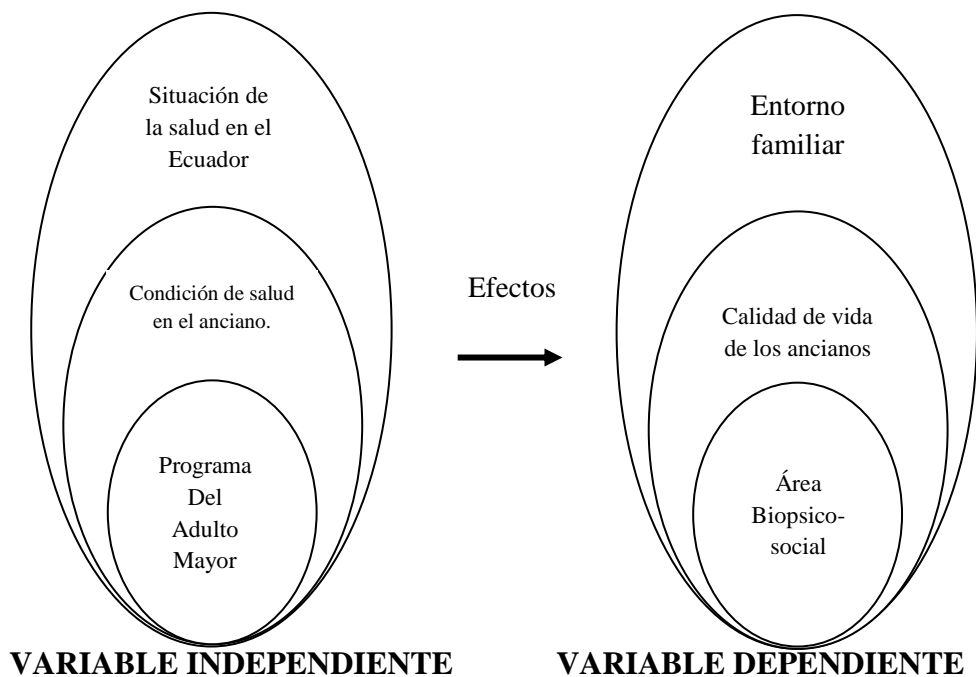 Situación de
la salud en el
Ecuador
Condición de salud
en el anciano.
Programa
Del
Adulto
Mayor
VARIABLE INDEPENDIENTE
Efectos
Entorno
familiar
Calidad de vida
de los ancianos
Área
Biopsico-
social
VARIABLE DEPENDIENTE